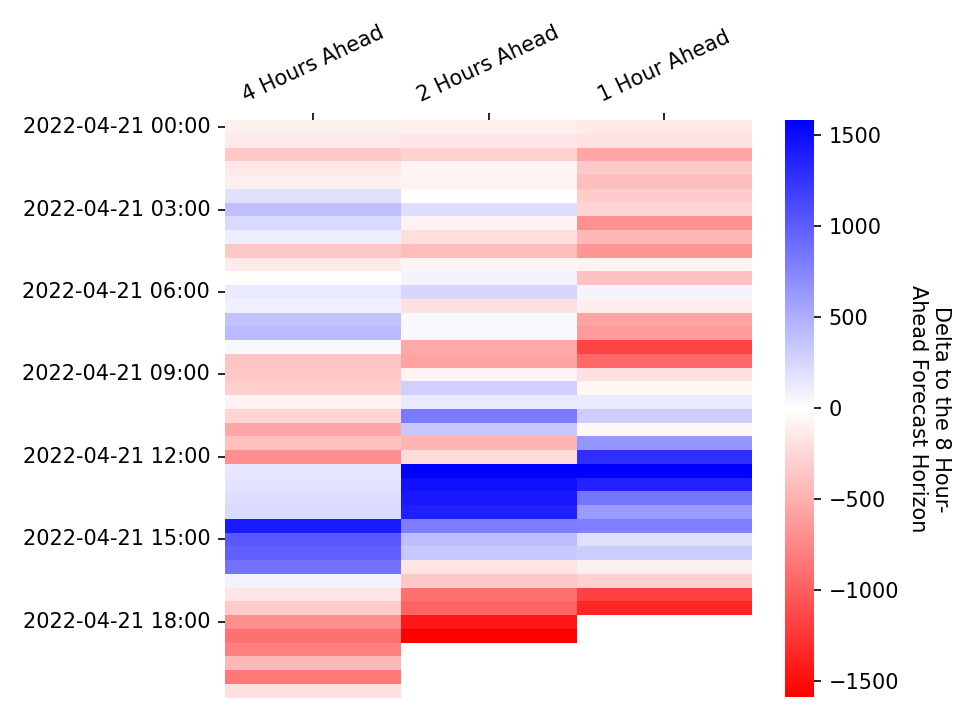 4 Hours Ahead
2 Hours Ahead
1 Hour Ahead
2022-04-21 00:00
2022-04-21 03:00
2022-04-21 06:00
2022-04-21 09:00
2022-04-21 12:00
2022-04-21 15:00
2022-04-21 18:00
1500
1000
500
0
−500
−1000
−1500
Delta to the 8 Hour-
Ahead Forecast Horizon